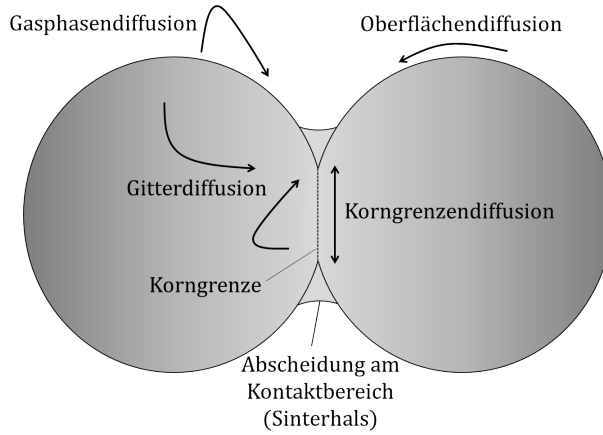 Gasphasendiffusion
Oberflächendiffusion
Gitterdiffusion
Korngrenzendiffusion
Korngrenze
Abscheidung am
Kontaktbereich
(Sinterhals)